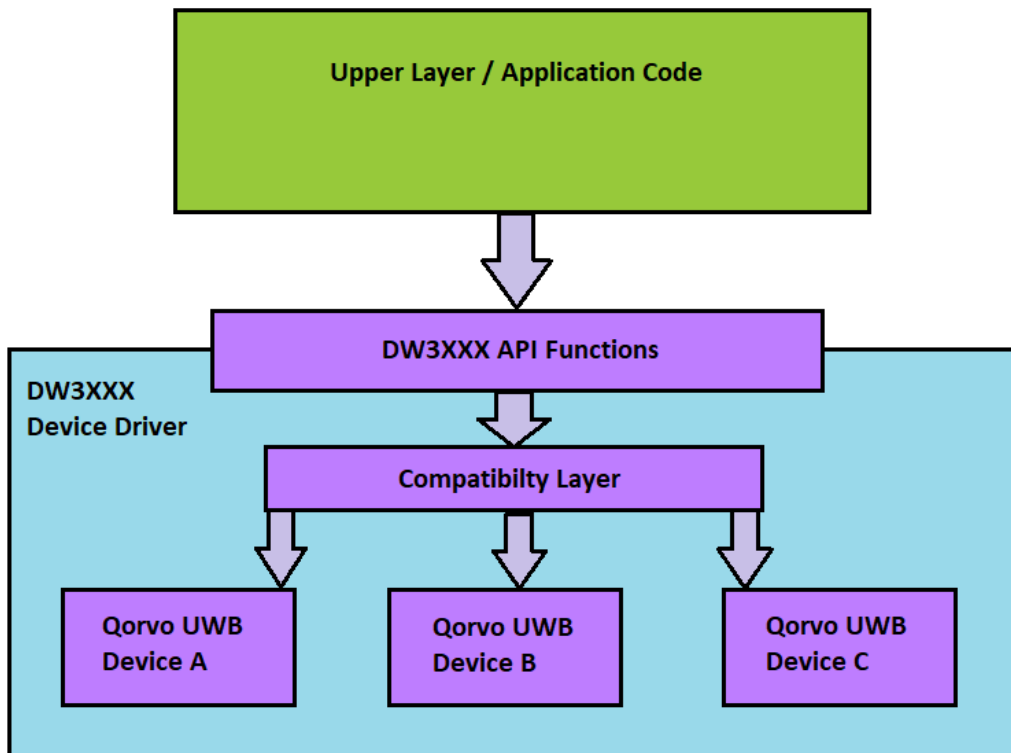 Upper Layer / Application Code
DW3XXX API Functions
DW3XXX
Device Driver
Compatibilty Layer
Qorvo UWB
Device A
Qorvo UWB
Device B
Qorvo UWB
Device C